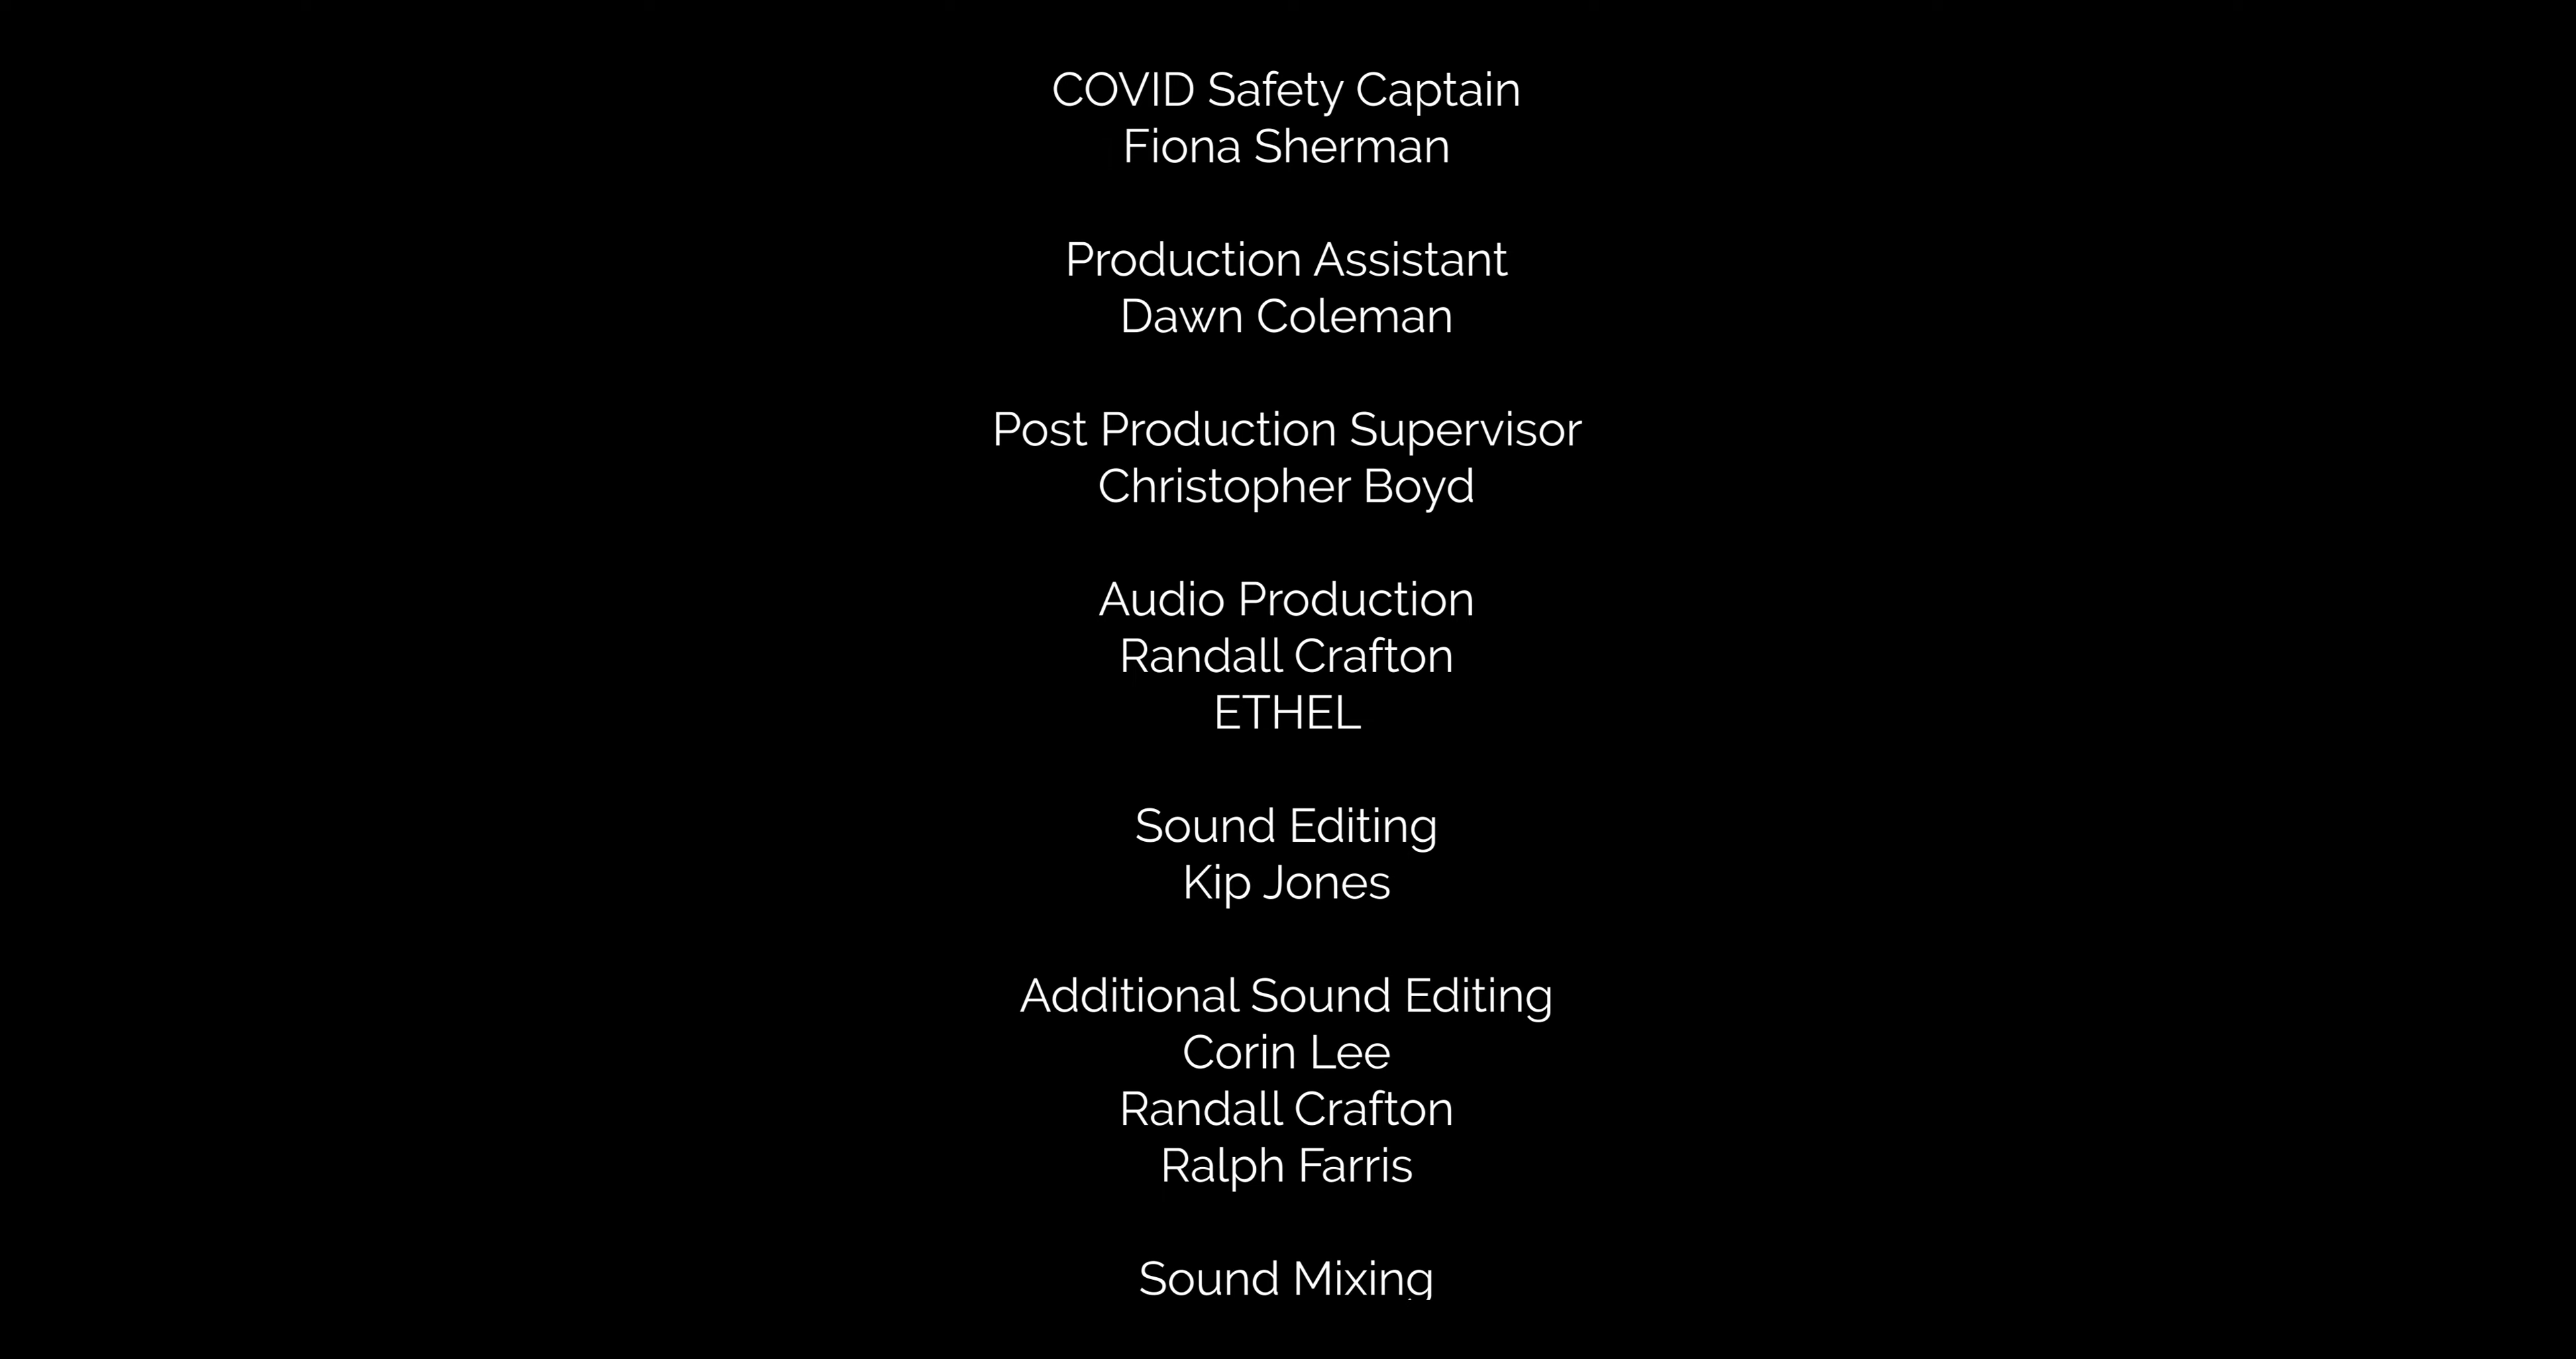 COVID Safety Captain
Fiona Sherman
Production Assistant
Dawn Coleman
Post Production Supervisor
Christopher Boyd
Audio Production
Randall Crafton
ETHEL
Sound Editing
Kip Jones
Additional Sound Editing
Corin Lee
Randall Crafton
Ralph Farris
Sound Mixing